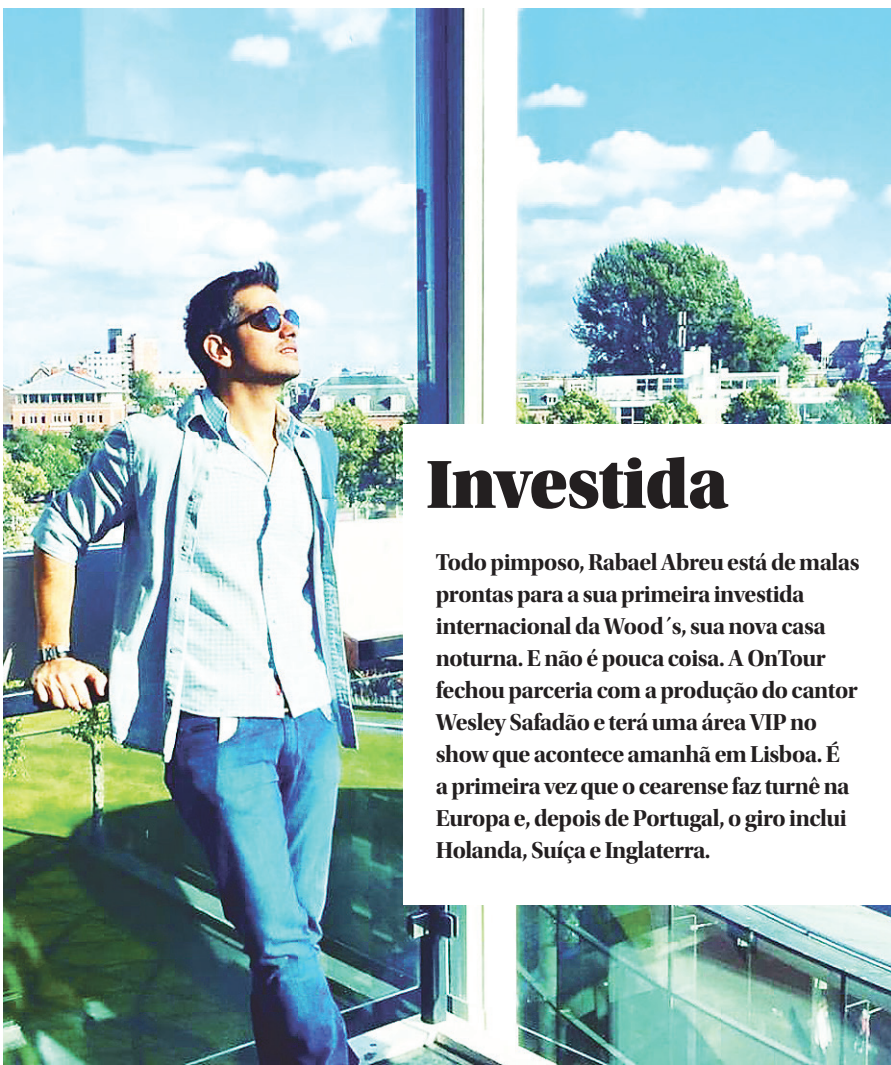 Investida
Todo pimposo, Rabael Abreu está de malas
prontas para a sua primeira investida
internacional da Wood´s, sua nova casa
noturna. E não é pouca coisa. A OnTour
fechou parceria com a produção do cantor
Wesley Safadão e terá uma área VIP no
show que acontece amanhã em Lisboa. É
a primeira vez que o cearense faz turnê na
Europa e, depois de Portugal, o giro inclui
Holanda, Suíça e Inglaterra.